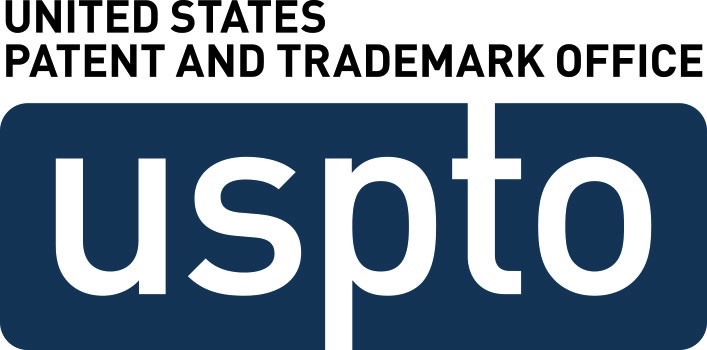 UNITED STATES
PATENT AND TRADEMARK OFFICE
uspto